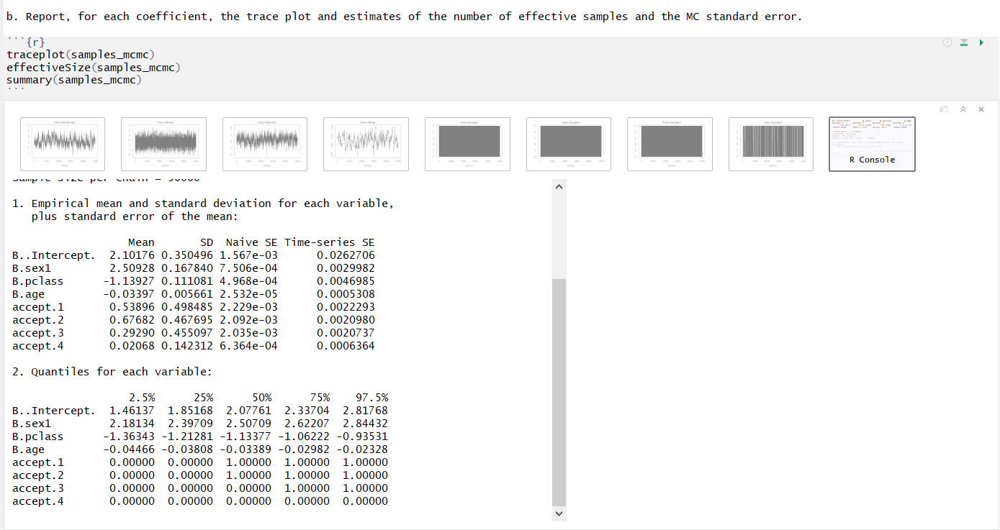 b. Report, for each coefficient, the trace plot and estimates of the number of effective samples and the MC standard error.
```{r}
traceplot(samples_mcmc)
effectiveSize(samples_mcmc)
summary(samples_mcmc)
```
R Console
Sample size per chain = 50000
1. Empirical mean and standard deviation for each variable,
plus standard error of the mean:
Mean SD Naive SE Time-series SE
B..Intercept. 2.10176 0.350496 1.567e-03 0.0262706
B.sex1 2.50928 0.167840 7.506e-04 0.0029982
B.pclass -1.13927 0.111081 4.968e-04 0.0046985
B.age -0.03397 0.005661 2.532e-05 0.0005308
accept.1 0.53896 0.498485 2.229e-03 0.0022293
accept.2 0.67682 0.467695 2.092e-03 0.0020980
accept.3 0.29290 0.455097 2.035e-03 0.0020737
accept.4 0.02068 0.142312 6.364e-04 0.0006364
2. Quantiles for each variable:
2.5% 25% 50% 75% 97.5%
B..Intercept. 1.46137 1.85168 2.07761 2.33704 2.81768
B.sex1 2.18134 2.39709 2.50709 2.62207 2.84432
B.pclass -1.36343 -1.21281 -1.13377 -1.06222 -0.93531
B.age -0.04466 -0.03808 -0.03389 -0.02982 -0.02328
accept.1 0.00000 0.00000 1.00000 1.00000 1.00000
accept.2 0.00000 0.00000 1.00000 1.00000 1.00000
accept.3 0.00000 0.00000 0.00000 1.00000 1.00000
accept.4 0.00000 0.00000 0.00000 0.00000 0.00000